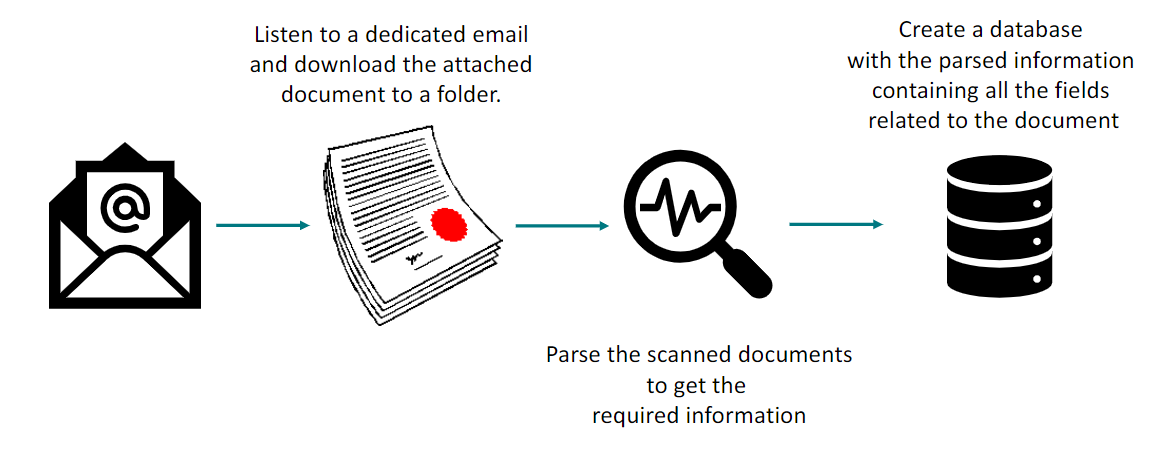 Listen to a dedicated email
and download the attached
document to a folder.
Parse the scanned documents
to get the
required information
Create a database
with the parsed information
containing all the fields
related to the document